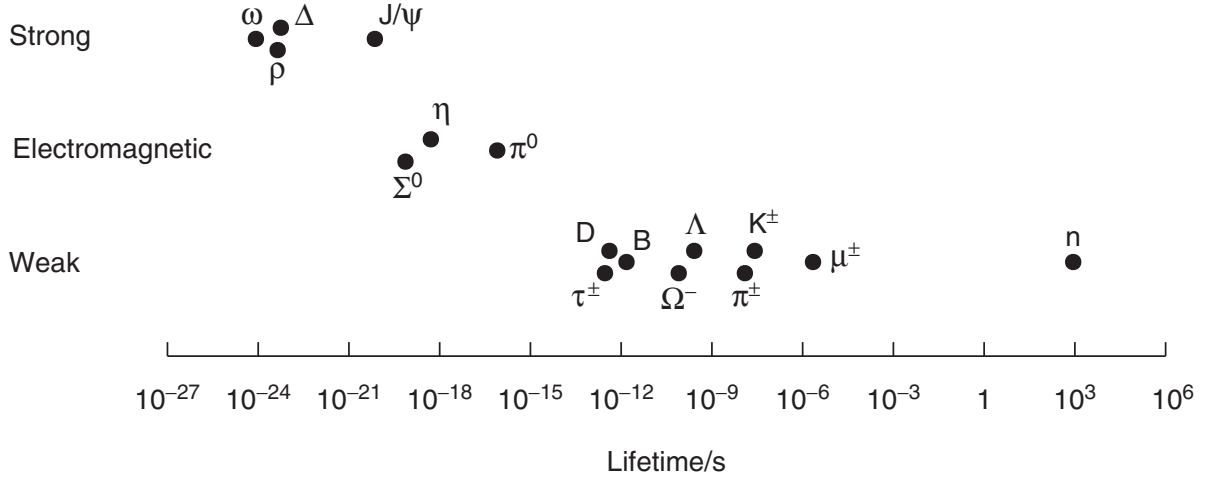 ω Δ J/ψ
Strong
ρ
η
Electromagnetic π⁰
Σ⁰
D B Λ K± n
Weak μ±
τ± Ω⁻ π±
10⁻²⁷ 10⁻²⁴ 10⁻²¹ 10⁻¹⁸ 10⁻¹⁵ 10⁻¹² 10⁻⁹ 10⁻⁶ 10⁻³ 1 10³ 10⁶
Lifetime/s